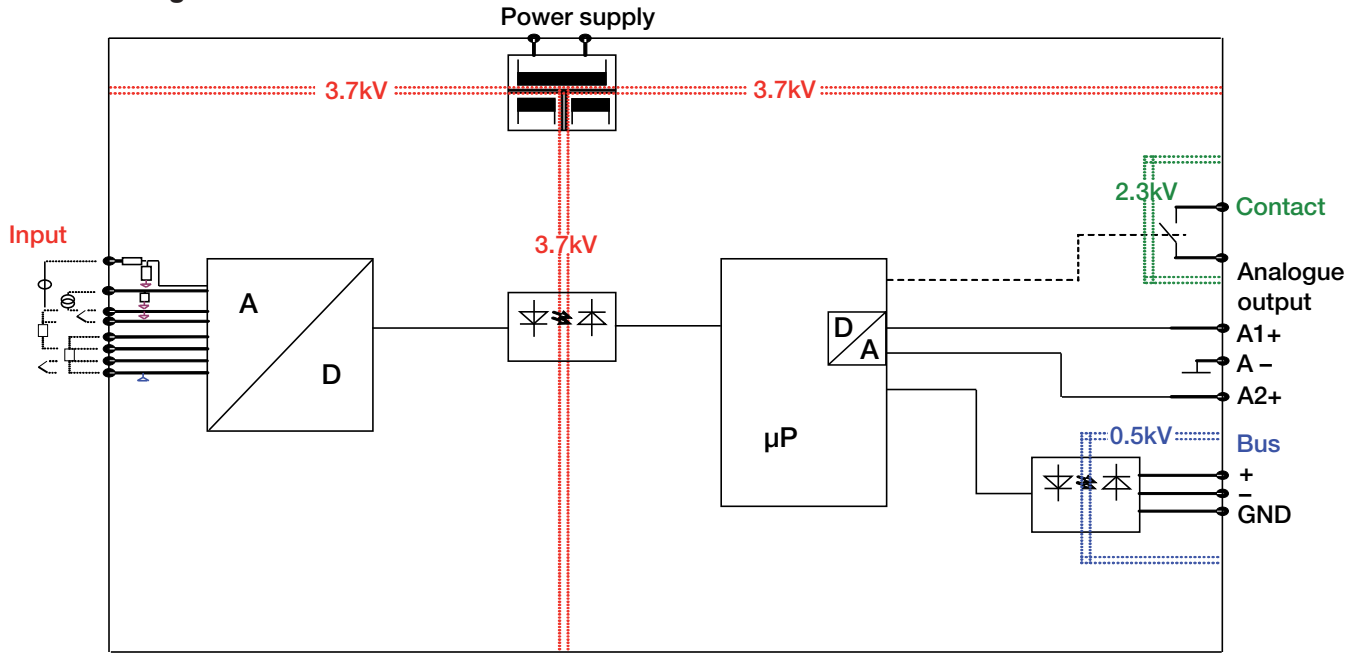 Power supply
3.7kV
3.7kV
2.3kV
Contact
Input
3.7kV
A
D
Analogue
output
D
A
A1+
A –
A2+
µP
0.5kV
Bus
+
–
GND